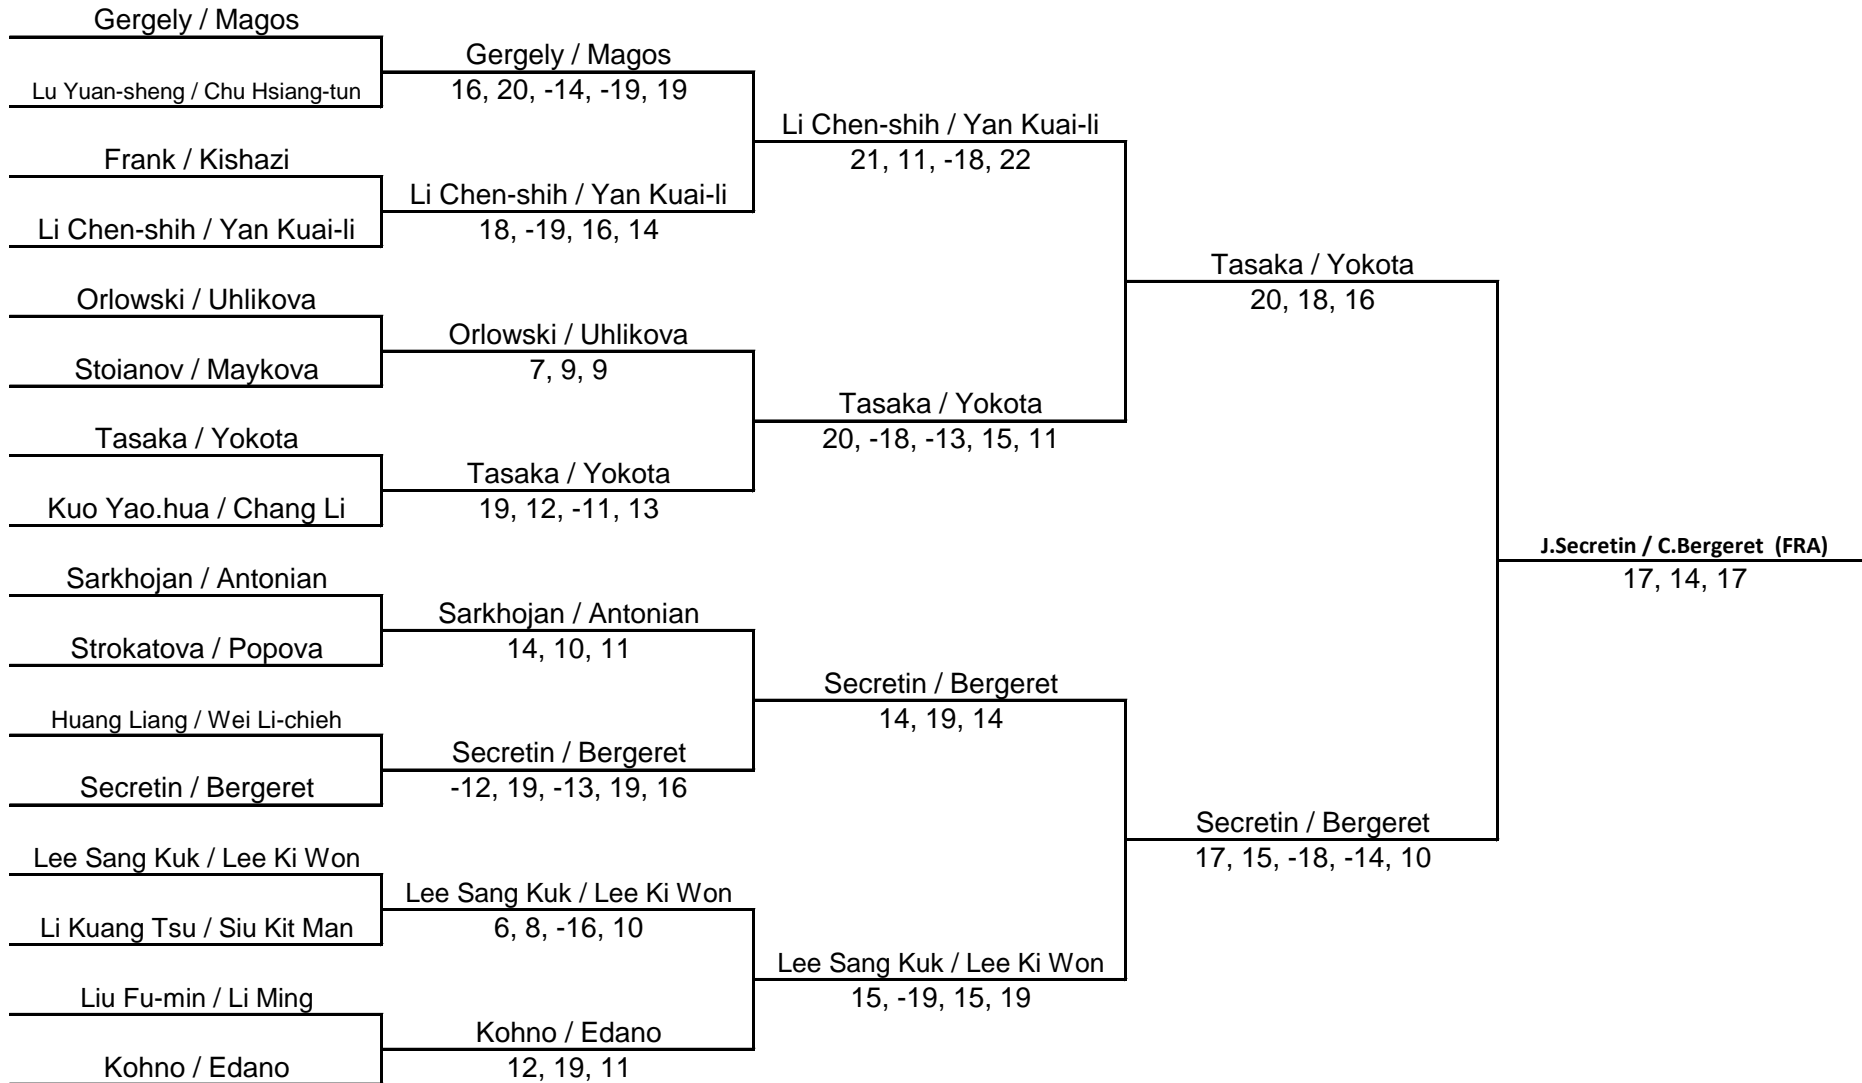 Gergely / Magos
Lu Yuan-sheng / Chu Hsiang-tun
Frank / Kishazi
Li Chen-shih / Yan Kuai-li
Orlowski / Uhlikova
Stoianov / Maykova
Tasaka / Yokota
Kuo Yao.hua / Chang Li
Sarkhojan / Antonian
Strokatova / Popova
Huang Liang / Wei Li-chieh
Secretin / Bergeret
Lee Sang Kuk / Lee Ki Won
Li Kuang Tsu / Siu Kit Man
Liu Fu-min / Li Ming
Kohno / Edano
Gergely / Magos
16, 20, -14, -19, 19
Li Chen-shih / Yan Kuai-li
18, -19, 16, 14
Orlowski / Uhlikova
7, 9, 9
Tasaka / Yokota
19, 12, -11, 13
Sarkhojan / Antonian
14, 10, 11
Secretin / Bergeret
-12, 19, -13, 19, 16
Lee Sang Kuk / Lee Ki Won
6, 8, -16, 10
Kohno / Edano
12, 19, 11
Li Chen-shih / Yan Kuai-li
21, 11, -18, 22
Tasaka / Yokota
20, -18, -13, 15, 11
Secretin / Bergeret
14, 19, 14
Lee Sang Kuk / Lee Ki Won
15, -19, 15, 19
Tasaka / Yokota
20, 18, 16
Secretin / Bergeret
17, 15, -18, -14, 10
J.Secretin / C.Bergeret (FRA)
17, 14, 17